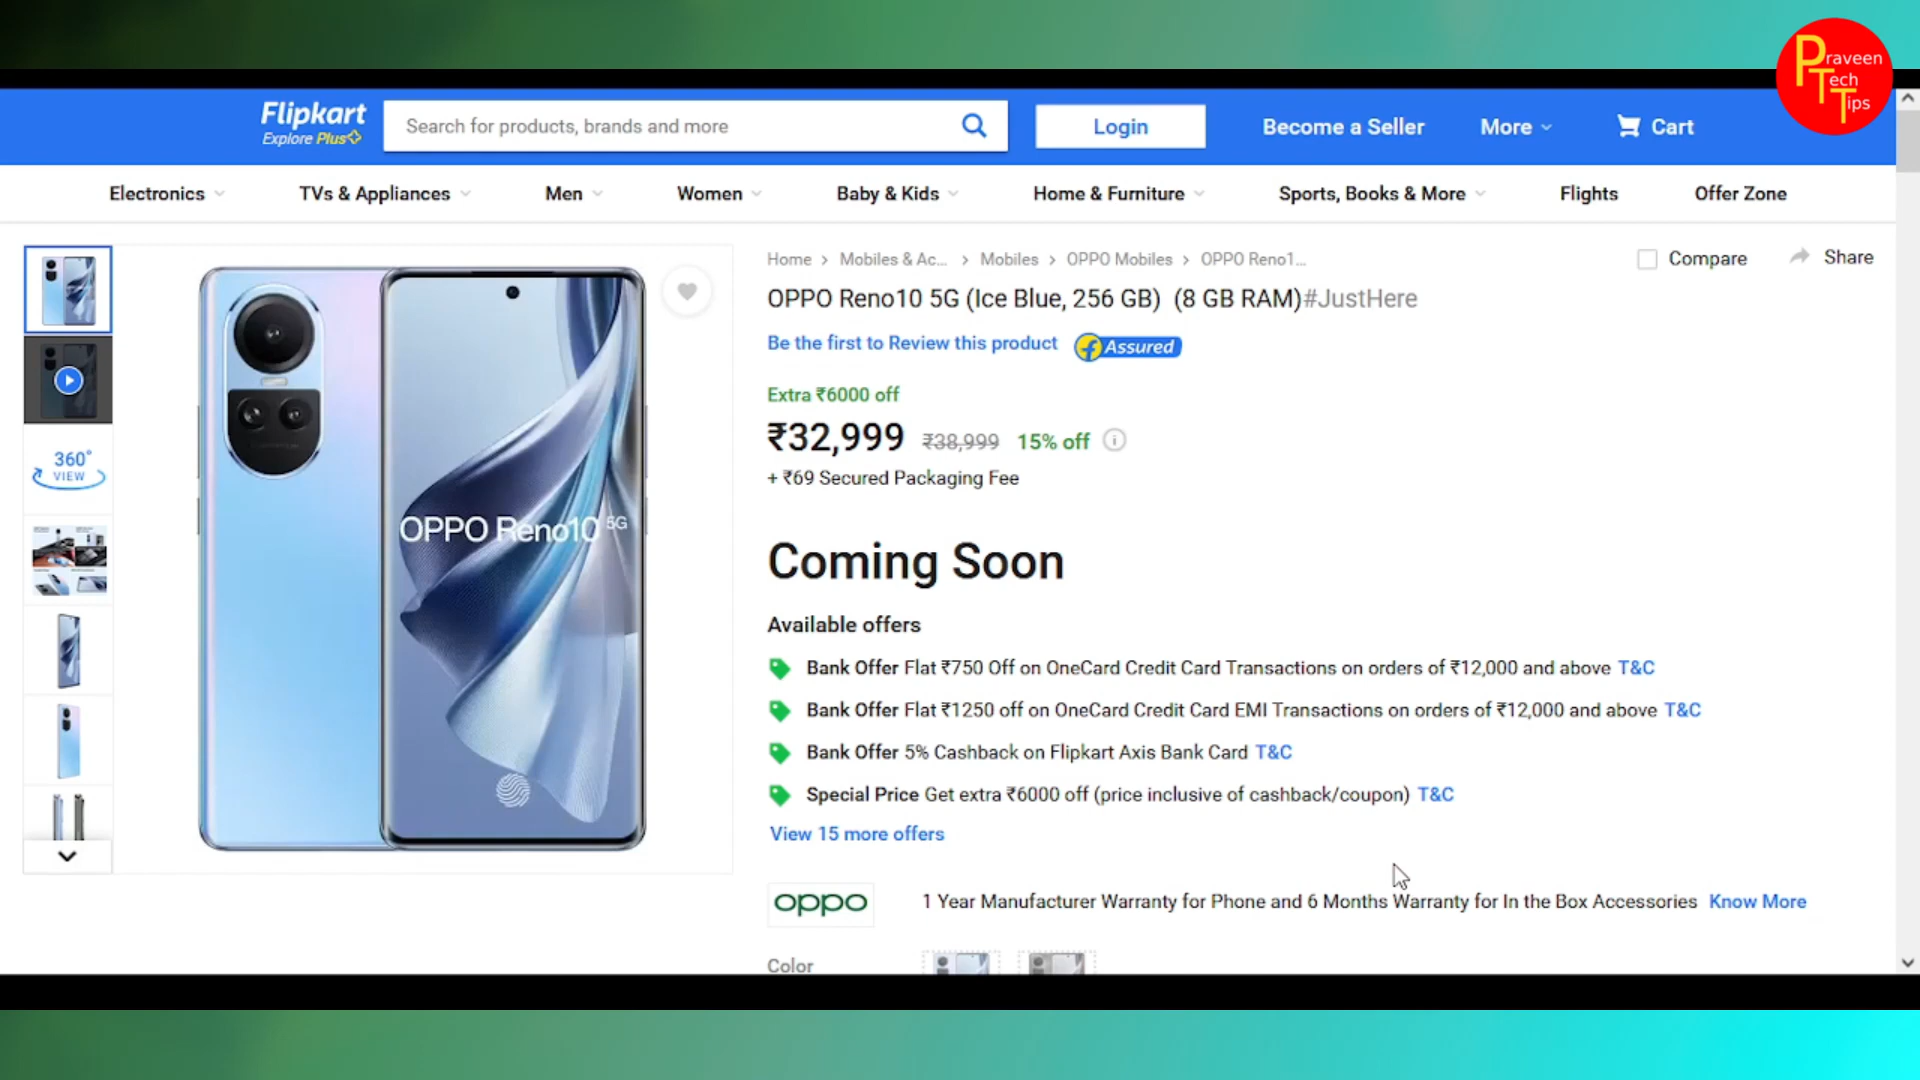 Praveen
Tech
Tips
Flipkart
Explore Plus
Search for products, brands and more
Login
Become a Seller
More
Cart
Electronics
TVs & Appliances
Men
Women
Baby & Kids
Home & Furniture
Sports, Books & More
Flights
Offer Zone
Home > Mobiles & Ac... > Mobiles > OPPO Mobiles > OPPO Reno1...
Compare
Share
OPPO Reno10 5G (Ice Blue, 256 GB) (8 GB RAM)#JustHere
Be the first to Review this product
f Assured
Extra ₹6000 off
₹32,999 ₹38,999 15% off i
+ ₹69 Secured Packaging Fee
360°
VIEW
OPPO Reno10 5G
Coming Soon
Available offers
Bank Offer Flat ₹750 Off on OneCard Credit Card Transactions on orders of ₹12,000 and above T&C
Bank Offer Flat ₹1250 off on OneCard Credit Card EMI Transactions on orders of ₹12,000 and above T&C
Bank Offer 5% Cashback on Flipkart Axis Bank Card T&C
Special Price Get extra ₹6000 off (price inclusive of cashback/coupon) T&C
View 15 more offers
oppo
1 Year Manufacturer Warranty for Phone and 6 Months Warranty for In the Box Accessories Know More
Color